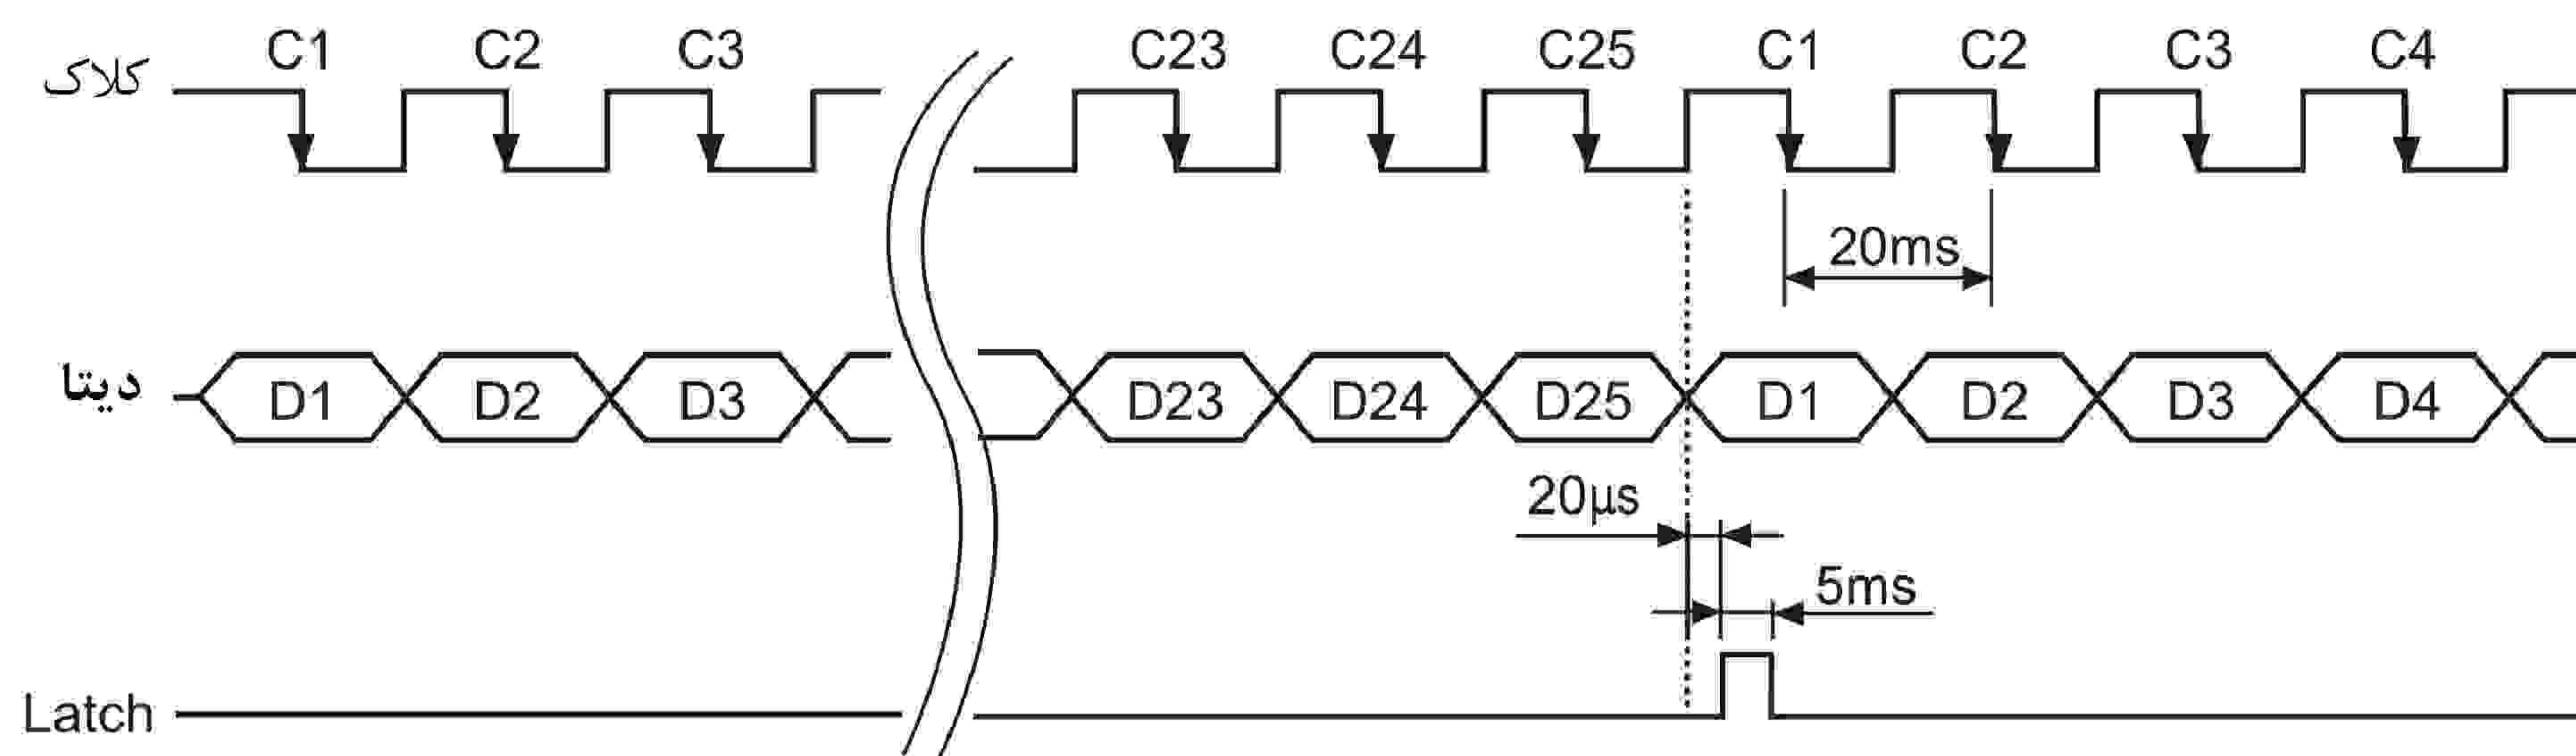 C1 C2 C3 C23 C24 C25 C1 C2 C3 C4
کلاک
20ms
دیتا D1 D2 D3 D23 D24 D25 D1 D2 D3 D4
20µs
5ms
Latch